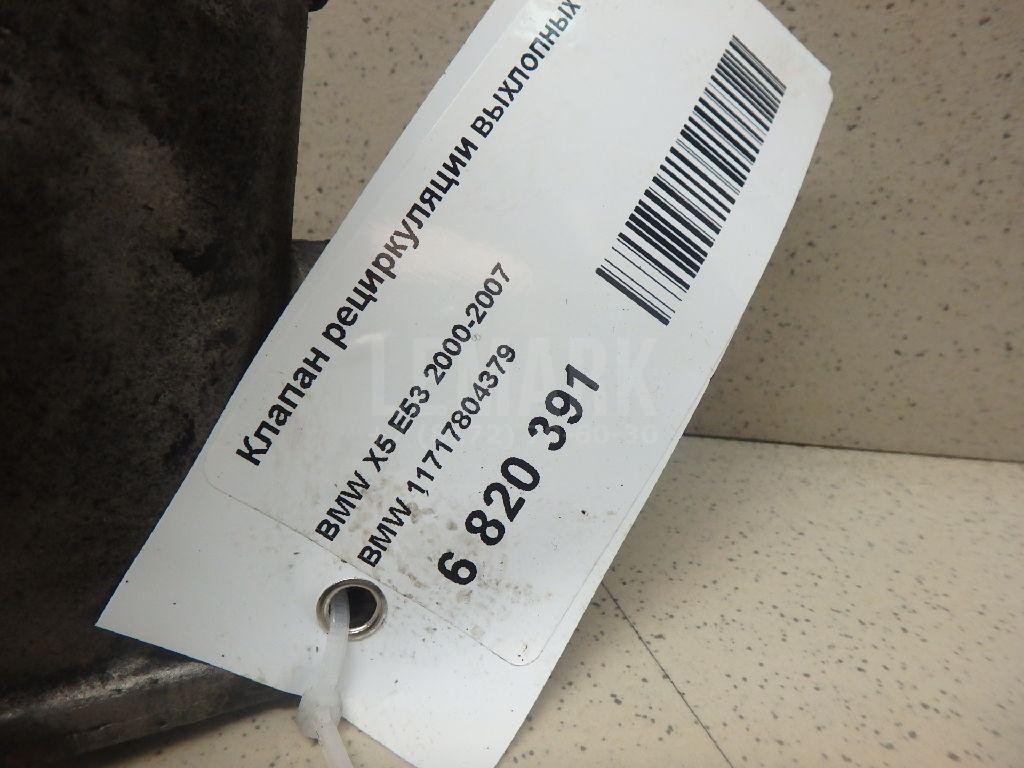 Клапан рециркуляции выхлопных
BMW X5 E53 2000-2007
BMW 11717804379
6 820 391